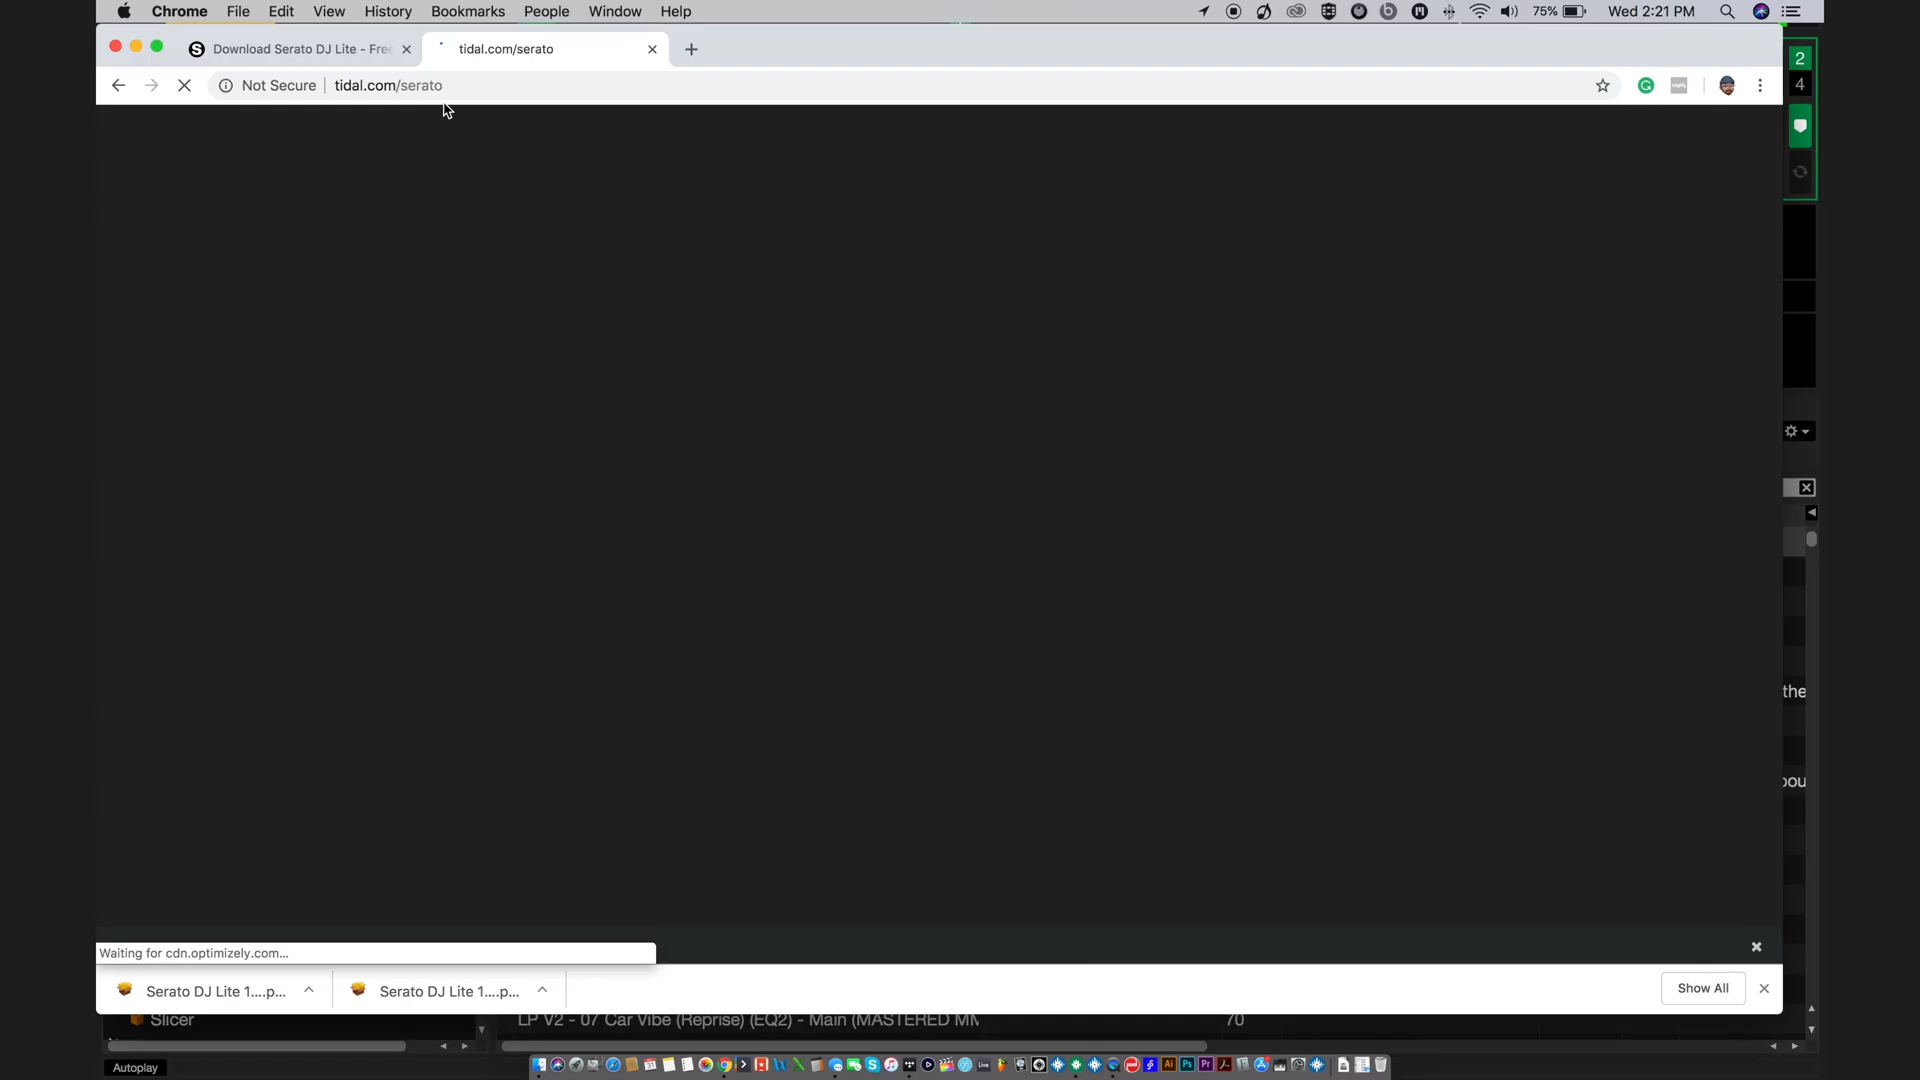 Chrome File Edit View History Bookmarks People Window Help 75% Wed 2:21 PM
Download Serato DJ Lite - Free
tidal.com/serato
Not Secure | tidal.com/serato
2
4
the
Waiting for cdn.optimizely.com...
Serato DJ Lite 1....p...
Serato DJ Lite 1....p...
Show All
Slicer
LP V2 - 07 Car Vibe (Reprise) (EQ2) - Main (MASTERED
70
Autoplay